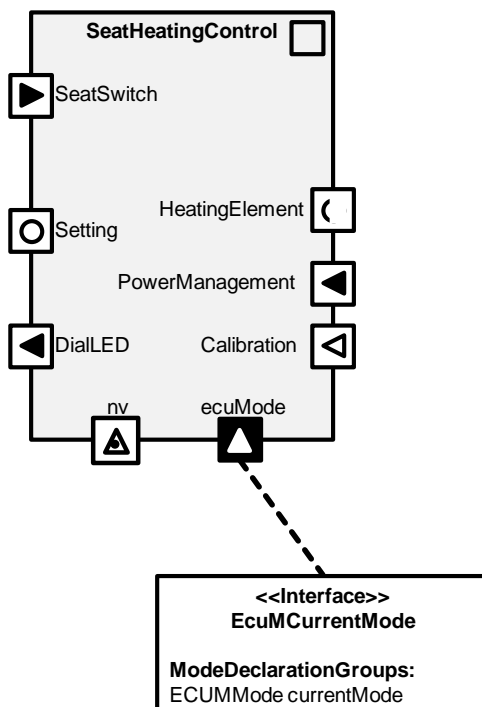 SeatHeatingControl
SeatSwitch
HeatingElement
Setting
PowerManagement
DialLED
Calibration
nv
ecuMode
<<Interface>>
EcuMCurrentMode
ModeDeclarationGroups:
ECUMMode currentMode